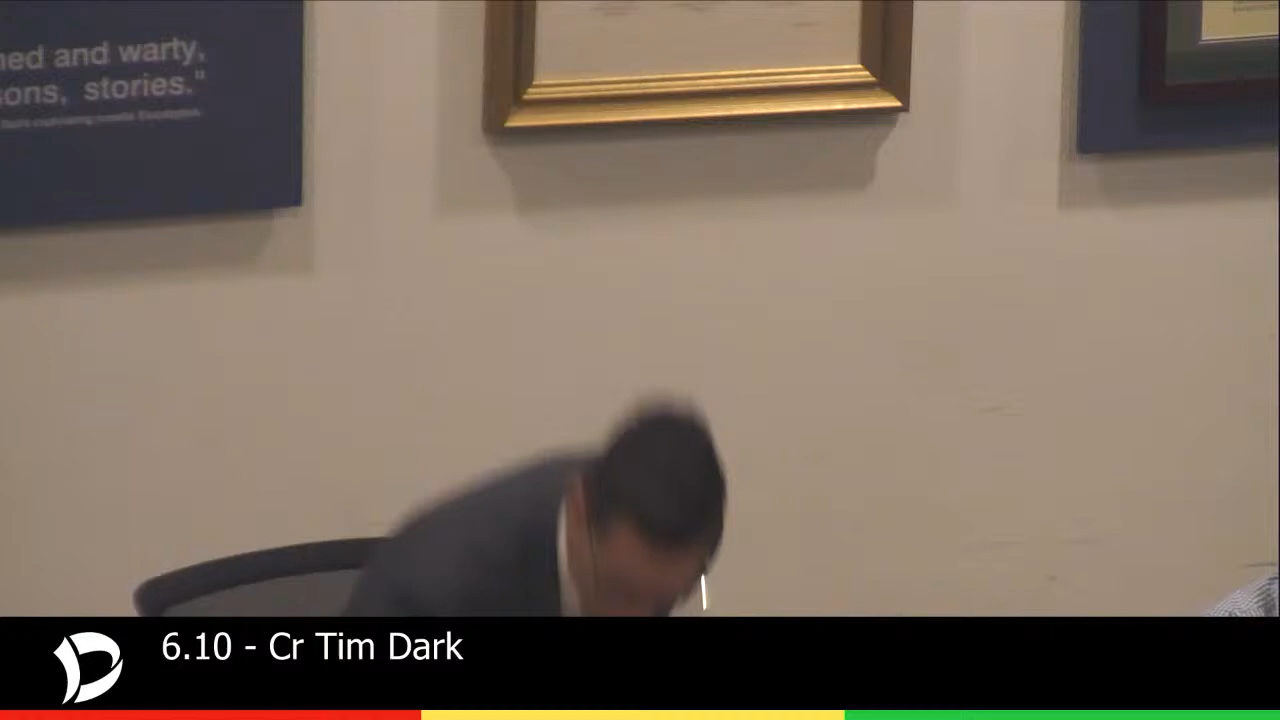 ned and warty,
sons, stories."
6.10 - Cr Tim Dark